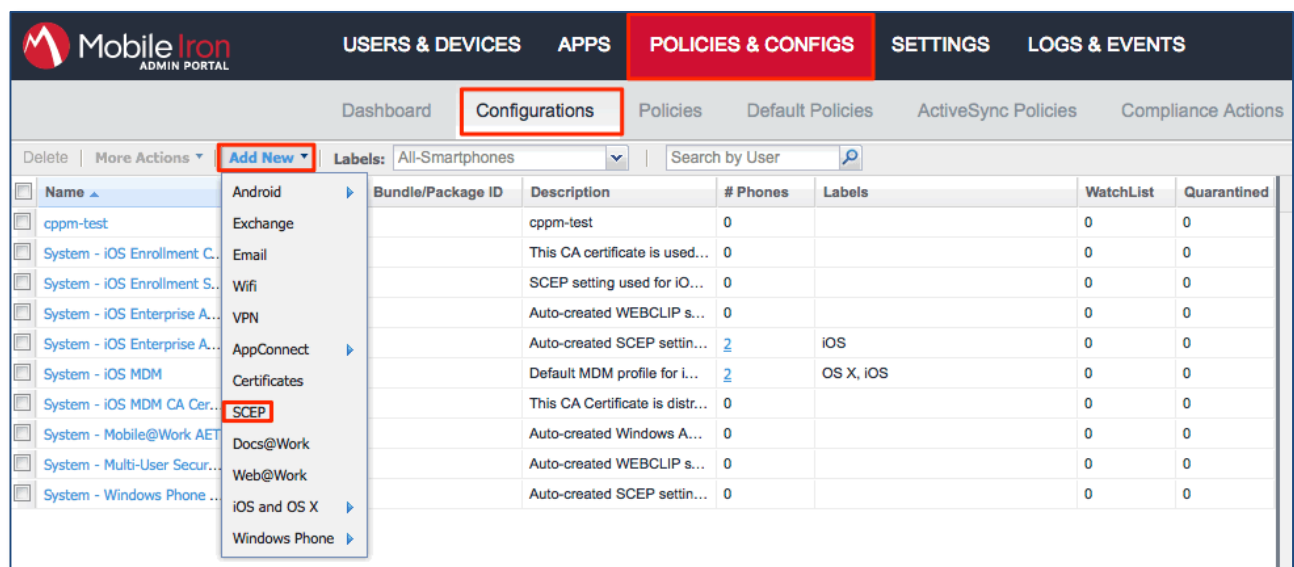 MobileIron
ADMIN PORTAL
USERS & DEVICES APPS POLICIES & CONFIGS SETTINGS LOGS & EVENTS
Dashboard Configurations Policies Default Policies ActiveSync Policies Compliance Actions
Delete | More Actions | Add New | Labels: All-Smartphones | Search by User
Name Bundle/Package ID Description # Phones Labels WatchList Quarantined
cppm-test cppm-test 0 0 0
System - iOS Enrollment C... This CA certificate is used... 0 0 0
System - iOS Enrollment S... SCEP setting used for iO... 0 0 0
System - iOS Enterprise A... Auto-created WEBCLIP s... 0 0 0
System - iOS Enterprise A... Auto-created SCEP settin... 2 iOS 0 0
System - iOS MDM Default MDM profile for i... 2 OS X, iOS 0 0
System - iOS MDM CA Cer... This CA Certificate is distr... 0 0 0
System - Mobile@Work AET Auto-created Windows A... 0 0 0
System - Multi-User Secur... Auto-created WEBCLIP s... 0 0 0
System - Windows Phone ... Auto-created SCEP settin... 0 0 0
Android
Exchange
Email
Wifi
VPN
AppConnect
Certificates
SCEP
Docs@Work
Web@Work
iOS and OS X
Windows Phone